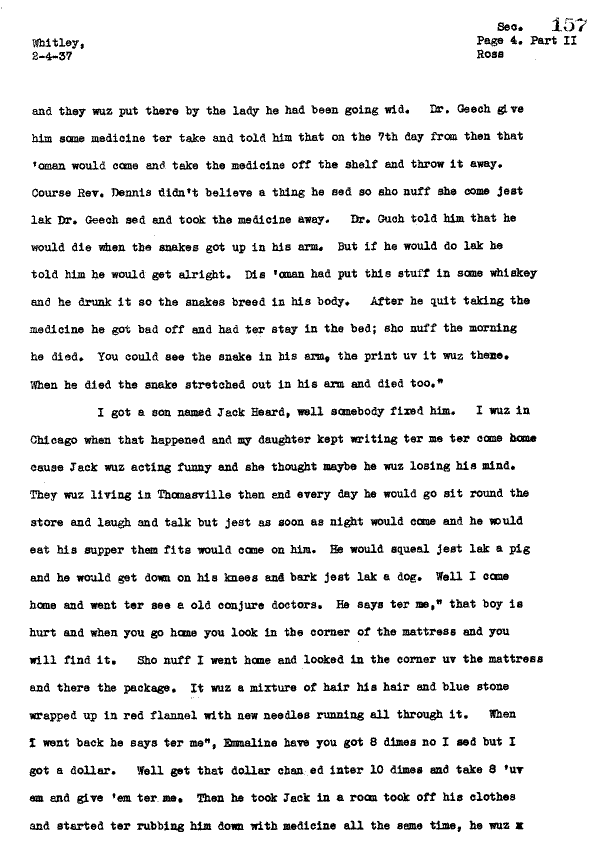 Sec. 157
Whitley, Page 4. Part II
2-4-37 Ross
and they wuz put there by the lady he had been going wid. Dr. Geech give
him some medicine ter take and told him that on the 7th day from then that
'oman would come and take the medicine off the shelf and throw it away.
Course Rev. Dennis didn't believe a thing he sed so sho nuff she come jest
lak Dr. Geech sed and took the medicine away. Dr. Guch told him that he
would die when the snakes got up in his arm. But if he would do lak he
told him he would get alright. Dis 'oman had put this stuff in some whiskey
and he drunk it so the snakes breed in his body. After he quit taking the
medicine he got bad off and had ter stay in the bed; sho nuff the morning
he died. You could see the snake in his arm, the print uv it wuz there.
When he died the snake stretched out in his arm and died too."
I got a son named Jack Heard, well somebody fixed him. I wuz in
Chicago when that happened and my daughter kept writing ter me ter come home
cause Jack wuz acting funny and she thought maybe he wuz losing his mind.
They wuz living in Thomasville then and every day he would go sit round the
store and laugh and talk but jest as soon as night would come and he would
eat his supper them fits would come on him. He would squeal jest lak a pig
and he would get down on his knees and bark jest lak a dog. Well I come
home and went ter see a old conjure doctors. He says ter me," that boy is
hurt and when you go home you look in the corner of the mattress and you
will find it. Sho nuff I went home and looked in the corner uv the mattress
and there the package. It wuz a mixture of hair his hair and blue stone
wrapped up in red flannel with new needles running all through it. When
I went back he says ter me", Emmaline have you got 8 dimes no I sed but I
got a dollar. Well get that dollar chan ed inter 10 dimes and take 8 'uv
em and give 'em ter me. Then he took Jack in a room took off his clothes
and started ter rubbing him down with medicine all the same time, he wuz x